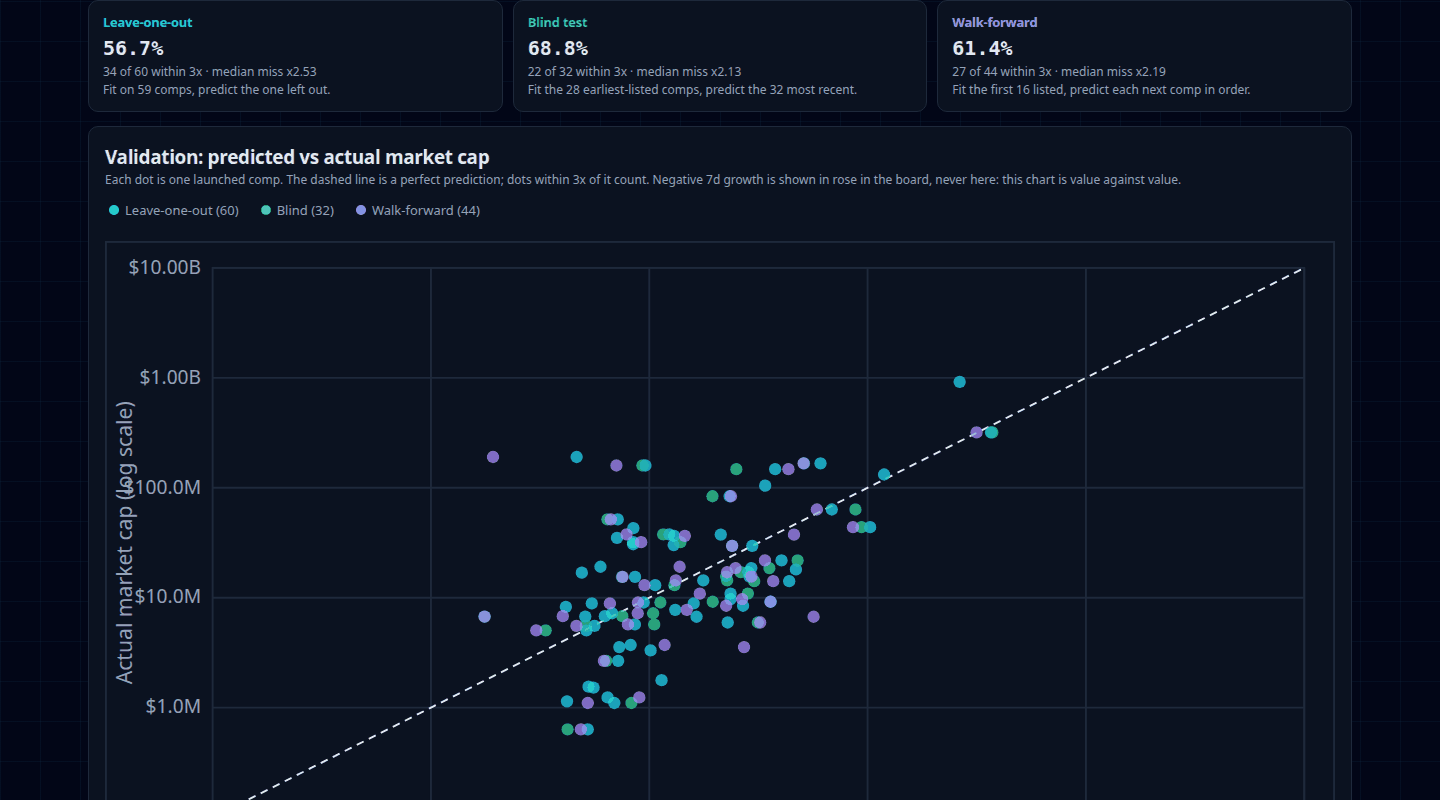 Leave-one-out
56.7%
34 of 60 within 3x · median miss x2.53
Fit on 59 comps, predict the one left out.
Blind test
68.8%
22 of 32 within 3x · median miss x2.13
Fit the 28 earliest-listed comps, predict the 32 most recent.
Walk-forward
61.4%
27 of 44 within 3x · median miss x2.19
Fit the first 16 listed, predict each next comp in order.
Validation: predicted vs actual market cap
Each dot is one launched comp. The dashed line is a perfect prediction; dots within 3x of it count. Negative 7d growth is shown in rose in the board, never here: this chart is value against value.
Leave-one-out (60)
Blind (32)
Walk-forward (44)
$10.00B
$1.00B
$100.0M
$10.0M
$1.0M
Actual market cap (log scale)